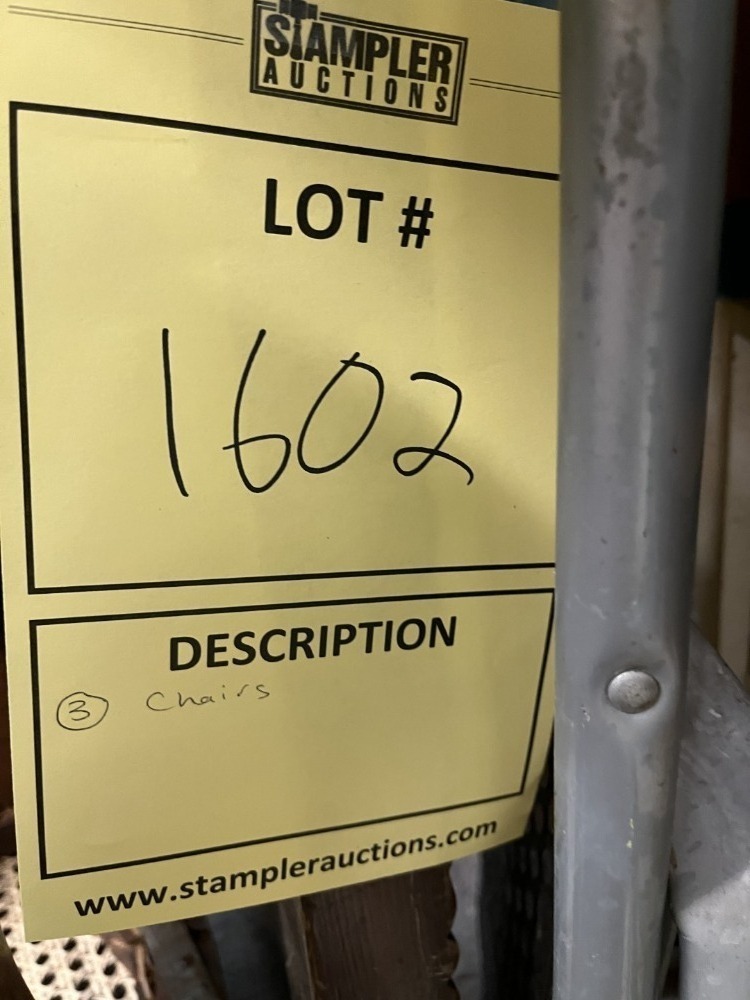 STAMPLER
AUCTIONS
LOT #
1602
DESCRIPTION
3 Chairs
www.stamplerauctions.com